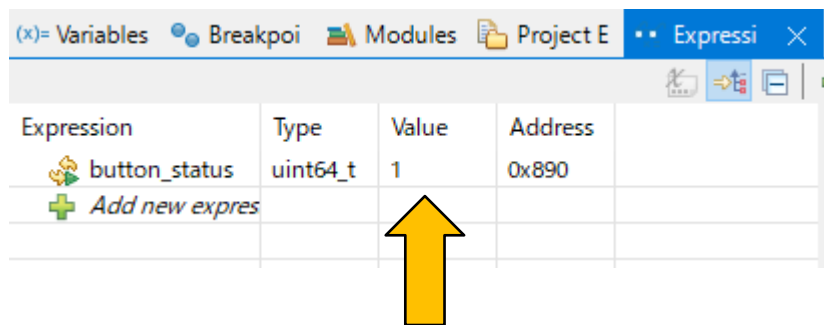 (x)= Variables Breakpoi Modules Project E Expressi
Expression Type Value Address
button_status uint64_t 1 0x890
Add new expres